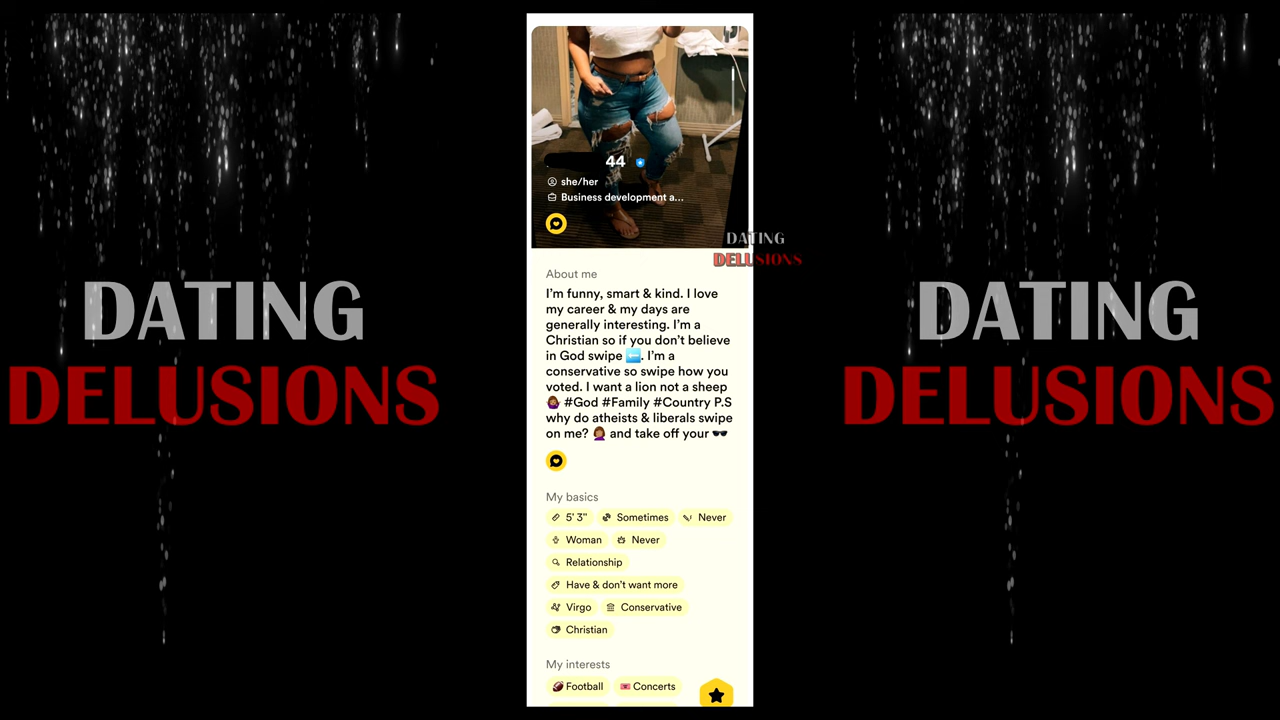 44
she/her
Business development a...
DATING
DELUSIONS
About me
I'm funny, smart & kind. I love
my career & my days are
generally interesting. I'm a
Christian so if you don't believe
in God swipe ⬅️. I'm a
conservative so swipe how you
voted. I want a lion not a sheep
🤷🏽‍♀️ #God #Family #Country P.S
why do atheists & liberals swipe
on me? 🤦🏽‍♀️ and take off your 🕶️
My basics
5' 3" Sometimes Never
Woman Never
Relationship
Have & don't want more
Virgo Conservative
Christian
My interests
🏈 Football 🎟️ Concerts
DATING
DELUSIONS
DATING
DELUSIONS